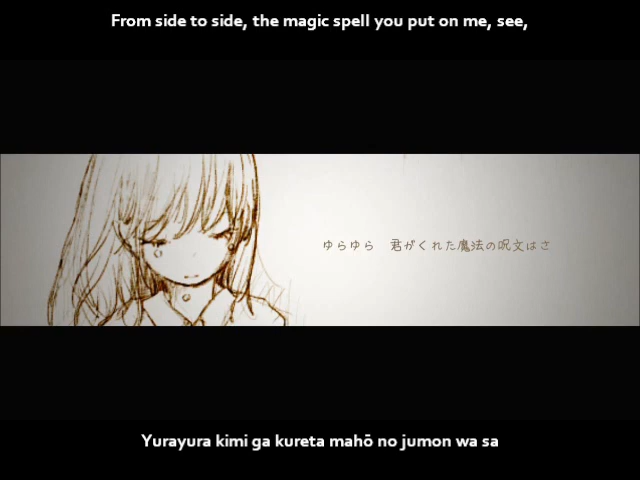 From side to side, the magic spell you put on me, see,
ゆらゆら　君がくれた魔法の呪文はさ
Yurayura kimi ga kureta mahō no jumon wa sa